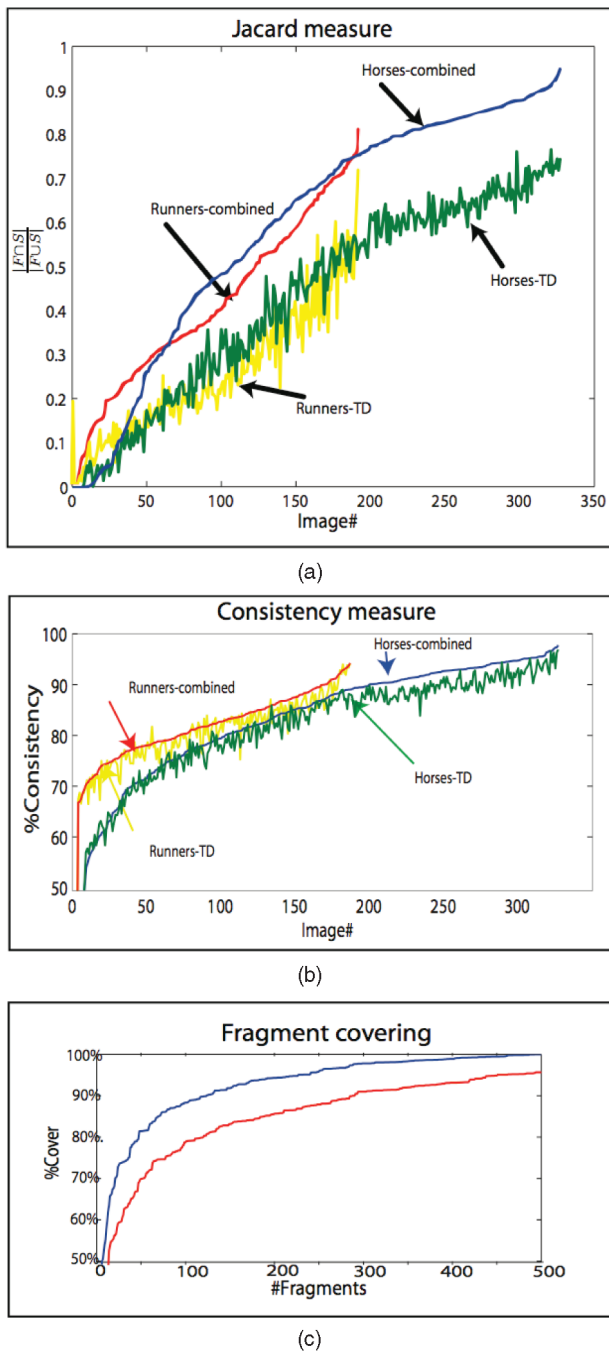 Jacard measure
1
0.9
0.8
0.7
0.6
0.5
0.4
0.3
0.2
0.1
0
|F∩S|
|F∪S|
Horses-combined
Runners-combined
Horses-TD
Runners-TD
0 50 100 150 200 250 300 350
Image#
(a)
Consistency measure
100
90
80
70
60
50
%Consistency
Horses-combined
Runners-combined
Horses-TD
Runners-TD
0 50 100 150 200 250 300
Image#
(b)
Fragment covering
100%
90%
80%
70%
60%
50%
%Cover
0 100 200 300 400 500
#Fragments
(c)